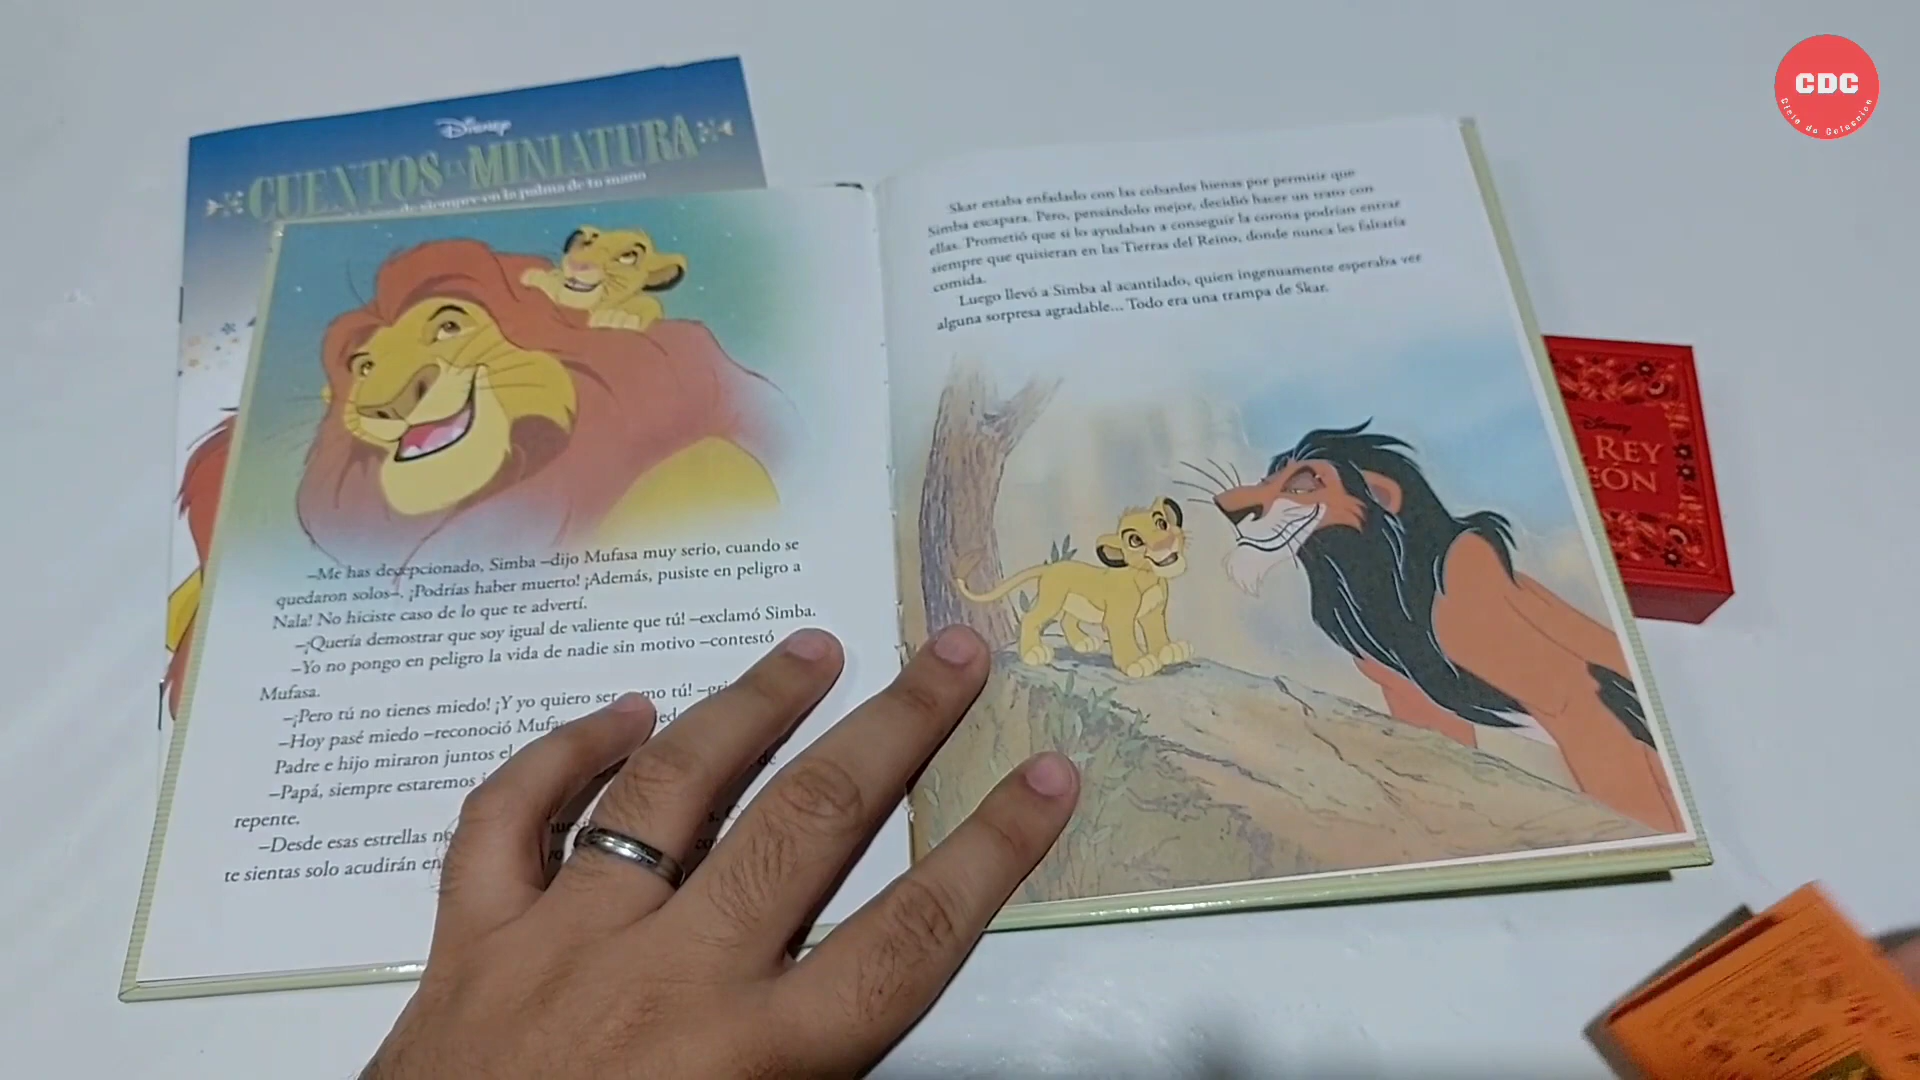 CDC
Disney
CUENTOS EN MINIATURA
de siempre en la palma de tu mano
–Me has decepcionado, Simba –dijo Mufasa muy serio, cuando se
quedaron solos–. ¡Podrías haber muerto! ¡Además, pusiste en peligro a
Nala! No hiciste caso de lo que te advertí.
–¡Quería demostrar que soy igual de valiente que tú! –exclamó Simba.
–Yo no pongo en peligro la vida de nadie sin motivo –contestó
Mufasa.
–¡Pero tú no tienes miedo! ¡Y yo quiero ser como tú!
–Hoy pasé miedo –reconoció
Padre e hijo miraron juntos el
–Papá, siempre estaremos
repente.
–Desde esas estrellas
te sientas solo acudirán
Skar estaba enfadado con las cobardes hienas por permitir que
Simba escapara. Pero, pensándolo mejor, decidió hacer un trato con
ellas. Prometió que si lo ayudaban a conseguir la corona podrían entrar
siempre que quisieran en las Tierras del Reino, donde nunca les faltaría
comida.
Luego llevó a Simba al acantilado, quien ingenuamente esperaba ver
alguna sorpresa agradable... Todo era una trampa de Skar.
Disney
REY
EÓN